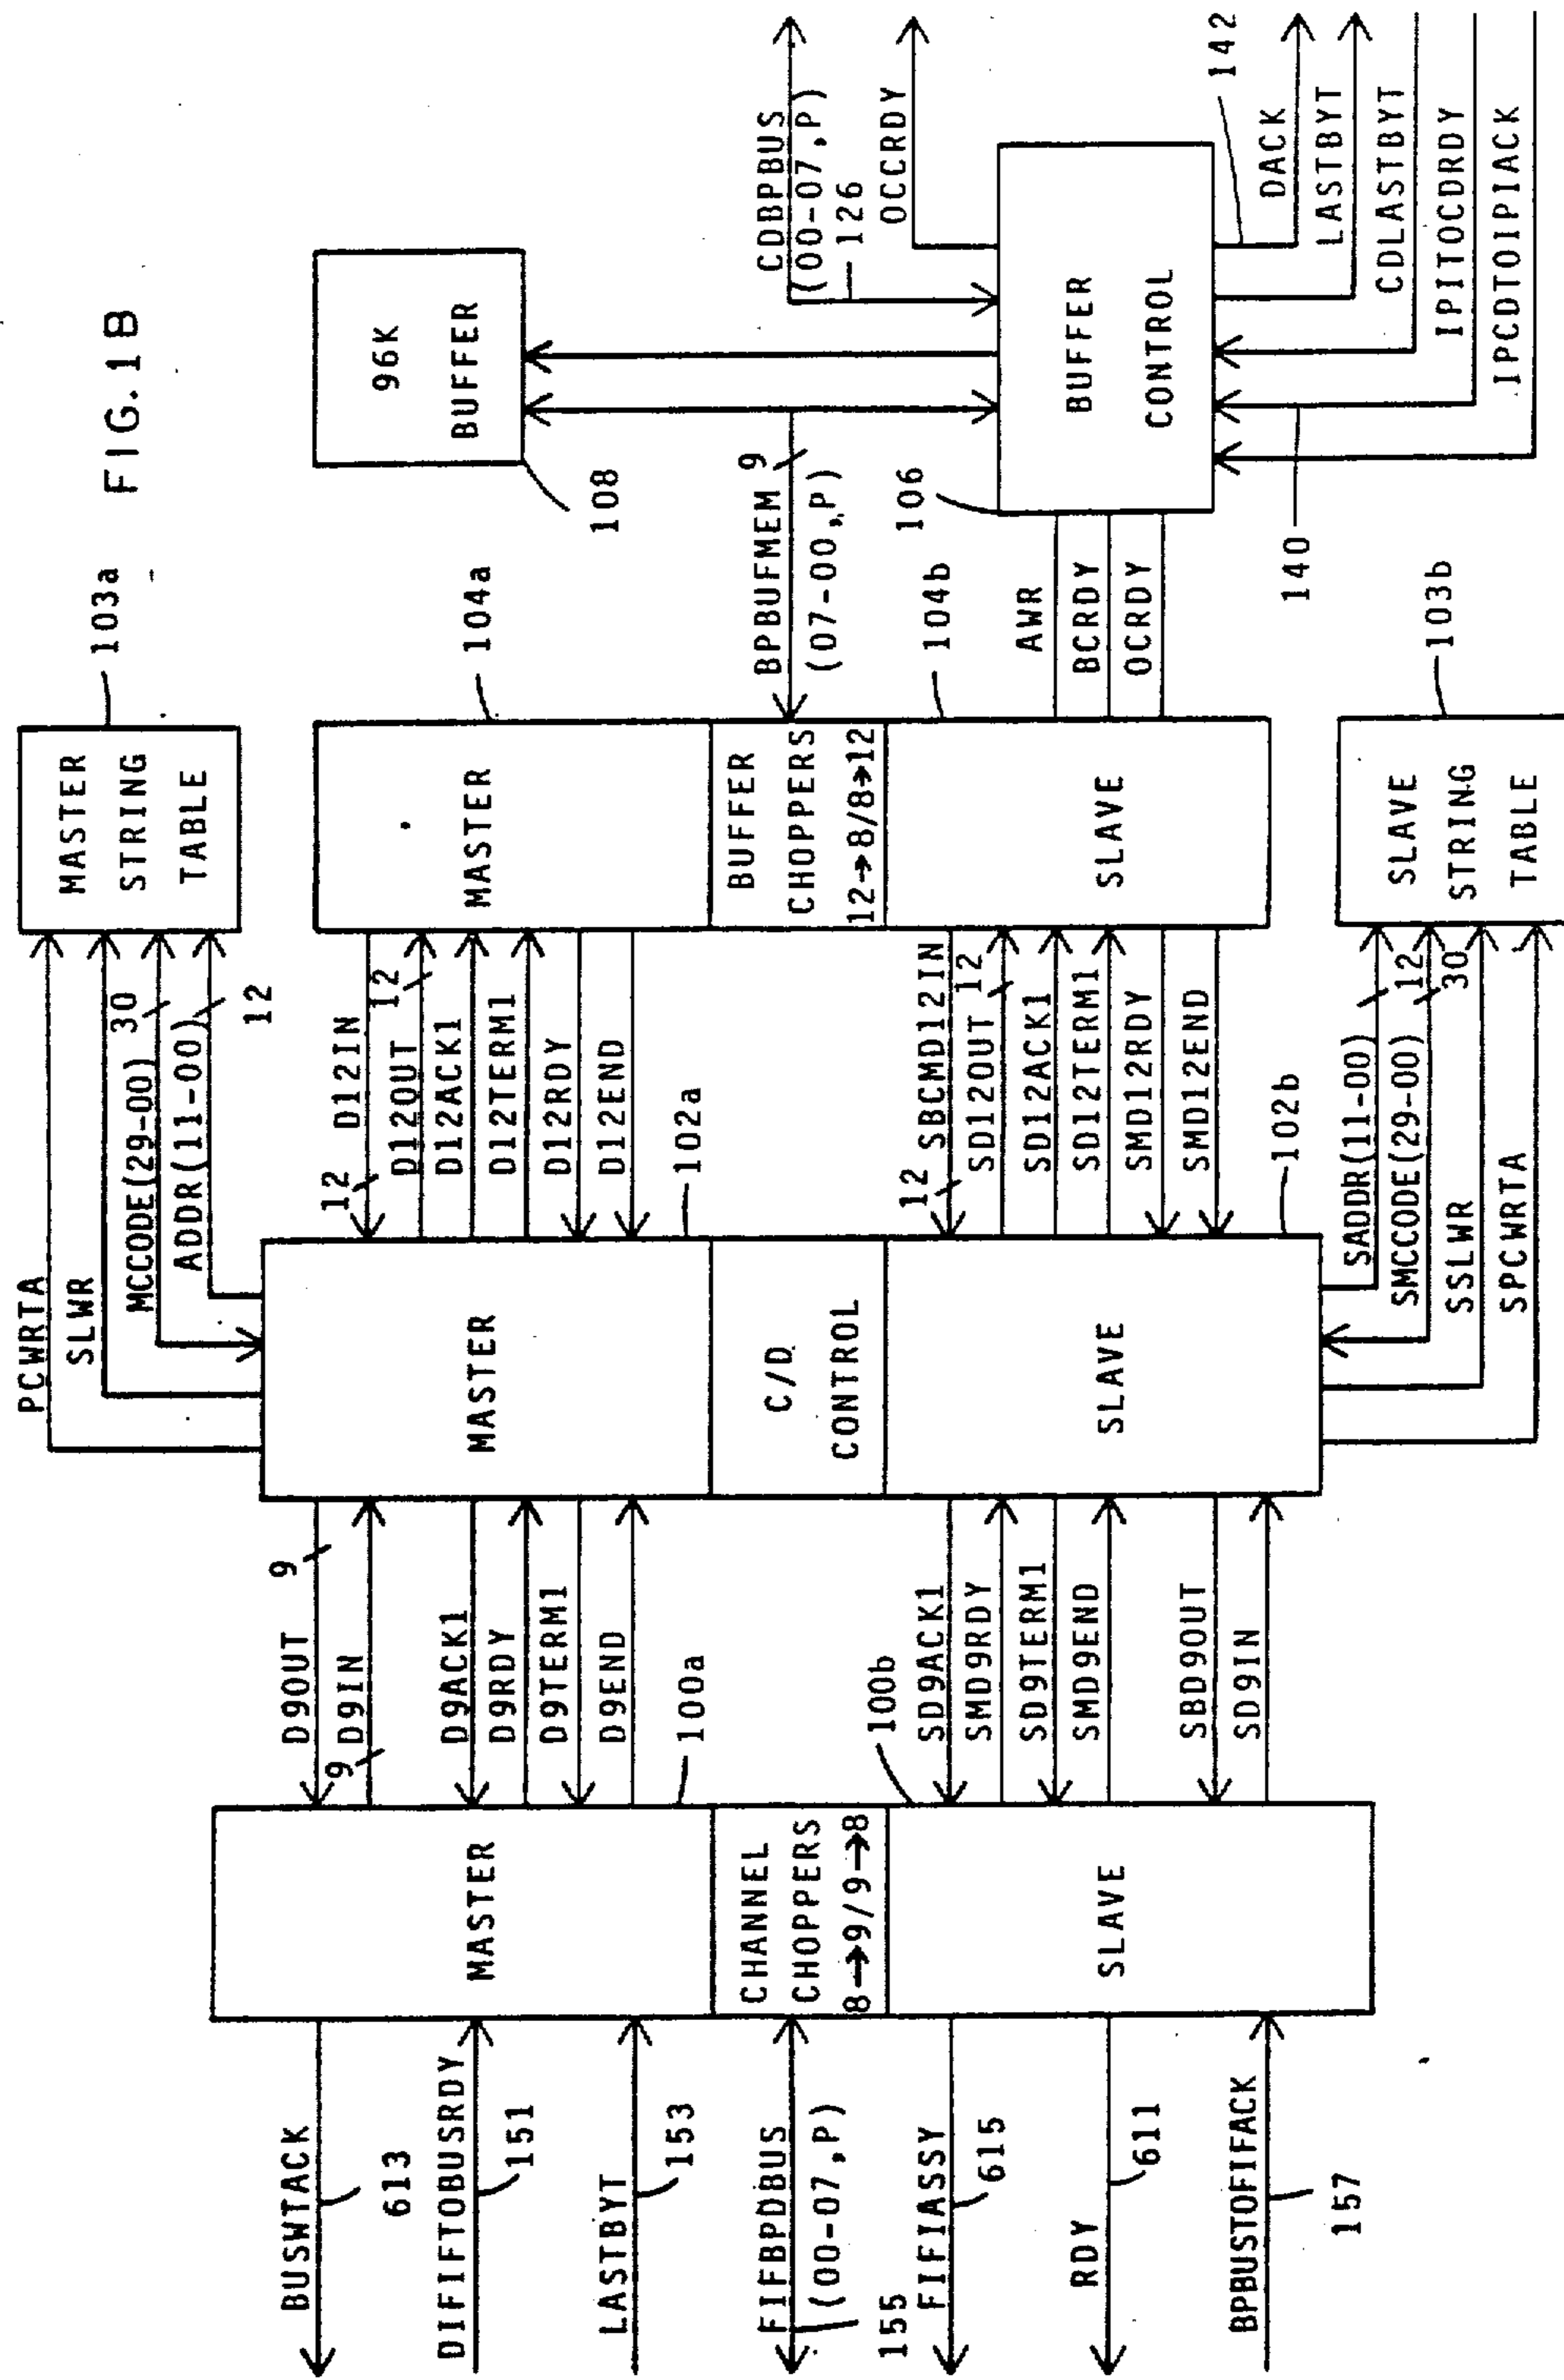 FIG.1B
MASTER
STRING
TABLE
103a
PCWRTA
SLWR
MCCODE(29-00)
30
ADDR(11-00)
12
96K
BUFFER
108
BUSWTACK
613
DIFIFTOBUSRDY
151
LASTBYT
153
FIFBPDBUS
(00-07,P)
155
FIFIASSY
615
RDY
611
BPBUSTOFIFACK
157
MASTER
CHANNEL
CHOPPERS
8→9/9→8
SLAVE
100a
100b
D9OUT
9
D9IN
9
D9ACK1
D9RDY
D9TERM1
D9END
SD9ACK1
SMD9RDY
SD9TERM1
SMD9END
SBD9OUT
SD9IN
MASTER
C/D
CONTROL
SLAVE
102a
102b
12
D12IN
D12OUT
12
D12ACK1
D12TERM1
D12RDY
D12END
12
SBCMD12IN
SD12OUT
12
SD12ACK1
SD12TERM1
SMD12RDY
SMD12END
MASTER
BUFFER
CHOPPERS
12→8/8→12
SLAVE
104a
104b
BPBUFMEM
9
(07-00,P)
106
AWR
BCRDY
OCRDY
BUFFER
CONTROL
CDBPBUS
(00-07,P)
126
OCCRDY
142
DACK
LASTBYT
CDLASTBYT
IPITOCDRDY
IPCDTOIPIACK
140
SADDR(11-00)
12
SMCCODE(29-00)
30
SSLWR
SPCWRTA
SLAVE
STRING
TABLE
103b